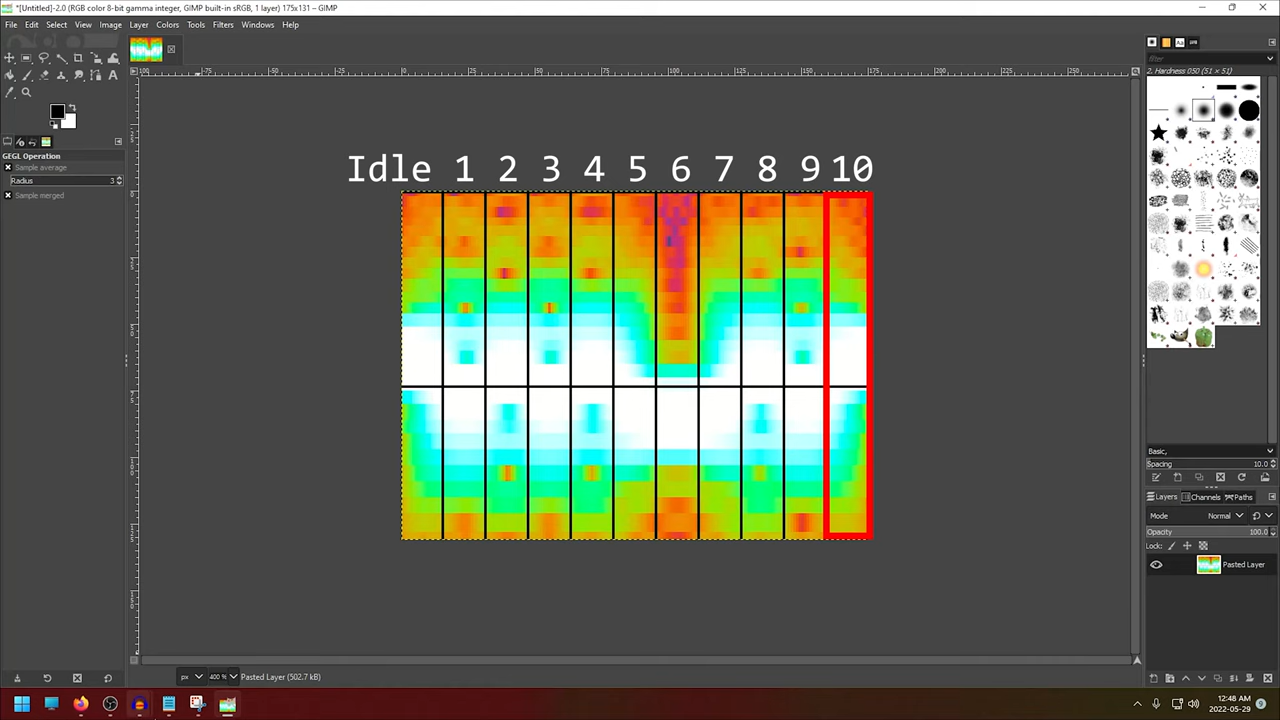 *[Untitled]-2.0 (RGB color 8-bit gamma integer, GIMP built-in sRGB, 1 layer) 175x131 – GIMP
File Edit Select View Image Layer Colors Tools Filters Windows Help
filter
2. Hardness 050 (51 × 51)
Idle 1 2 3 4 5 6 7 8 9 10
GEGL Operation
Sample average
Radius 3
Sample merged
Basic,
Spacing 10.0
Layers Channels Paths
Mode Normal
Opacity 100.0
Lock:
Pasted Layer
px 400 % Pasted Layer (502.7 kB)
12:48 AM
2022-05-29